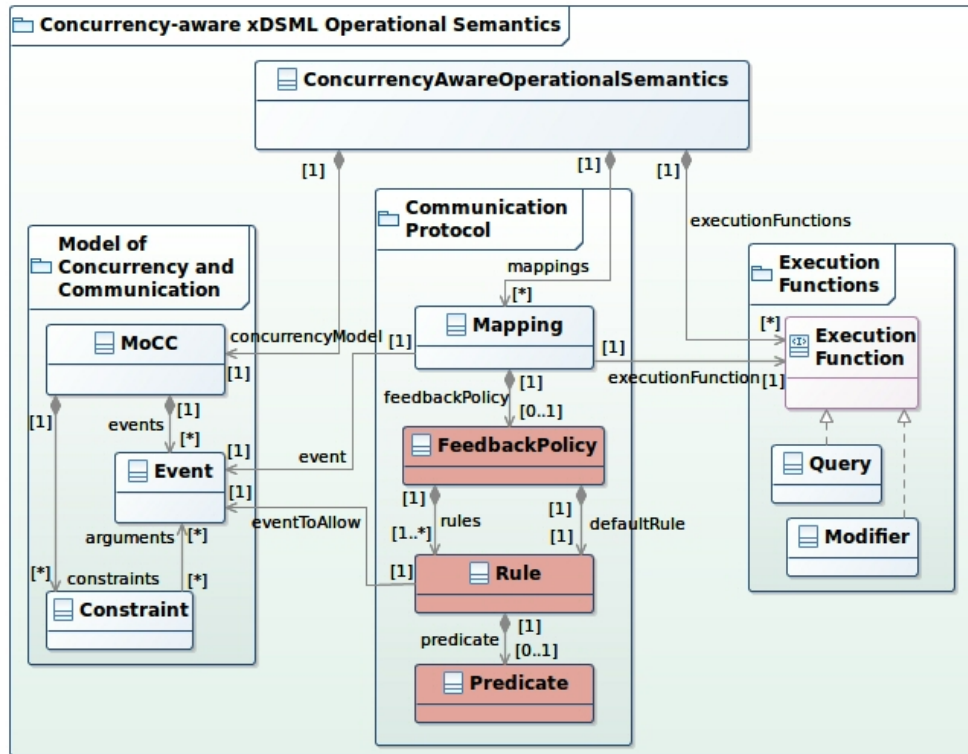 Concurrency-aware xDSML Operational Semantics
ConcurrencyAwareOperationalSemantics
[1]
[1]
[1]
Communication
Protocol
executionFunctions
Model of
Concurrency and
Communication
mappings
[*]
Execution
Functions
MoCC
concurrencyModel
[1]
Mapping
[1]
[1]
[*]
Execution
Function
executionFunction
[1]
[1]
events
[1]
[*]
feedbackPolicy
[1]
[0..1]
FeedbackPolicy
Query
Event
[1]
event
[1]
eventToAllow
[1]
rules
[1..*]
[1]
defaultRule
[1]
Modifier
arguments
[*]
[*]
constraints
[*]
Constraint
[1]
Rule
predicate
[1]
[0..1]
Predicate